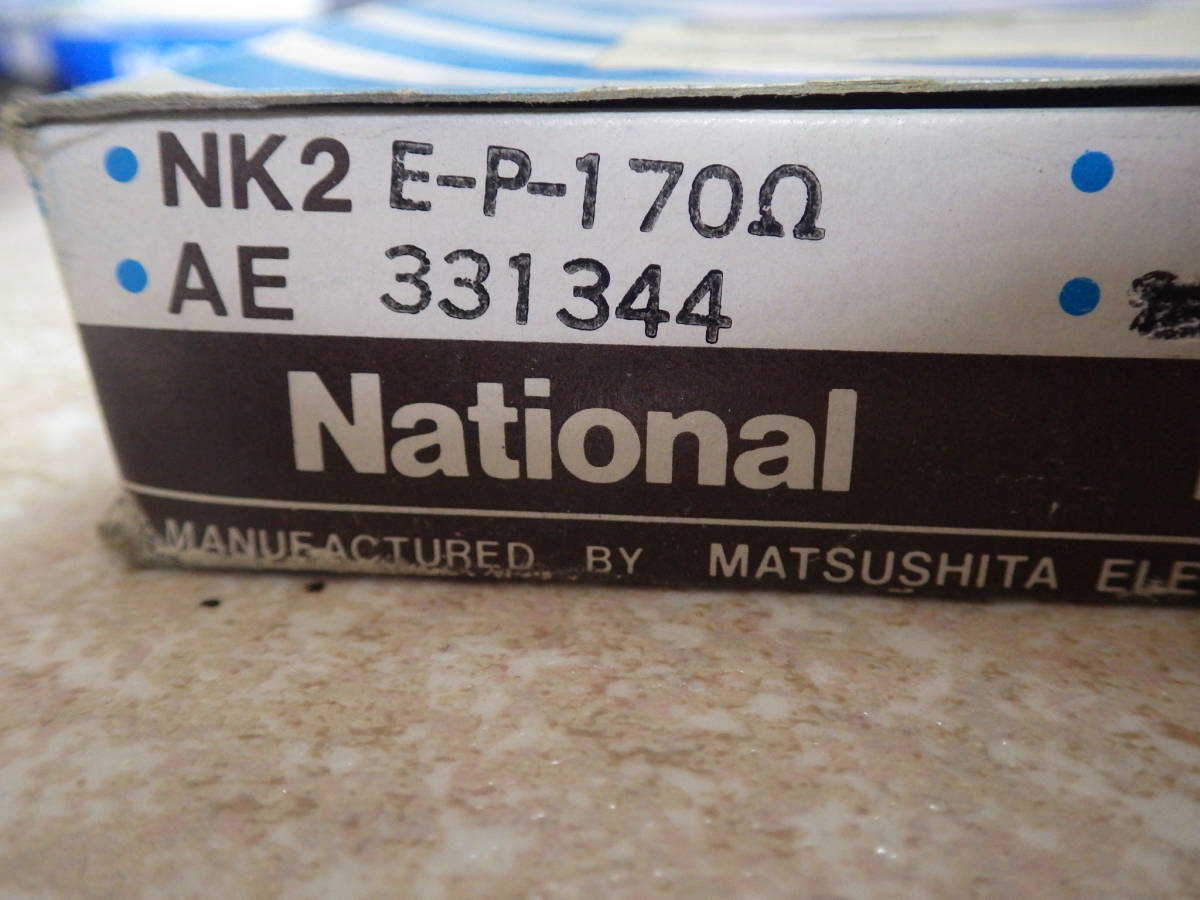 NK2 E-P-170Ω
AE 331344
National
MANUFACTURED BY MATSUSHITA